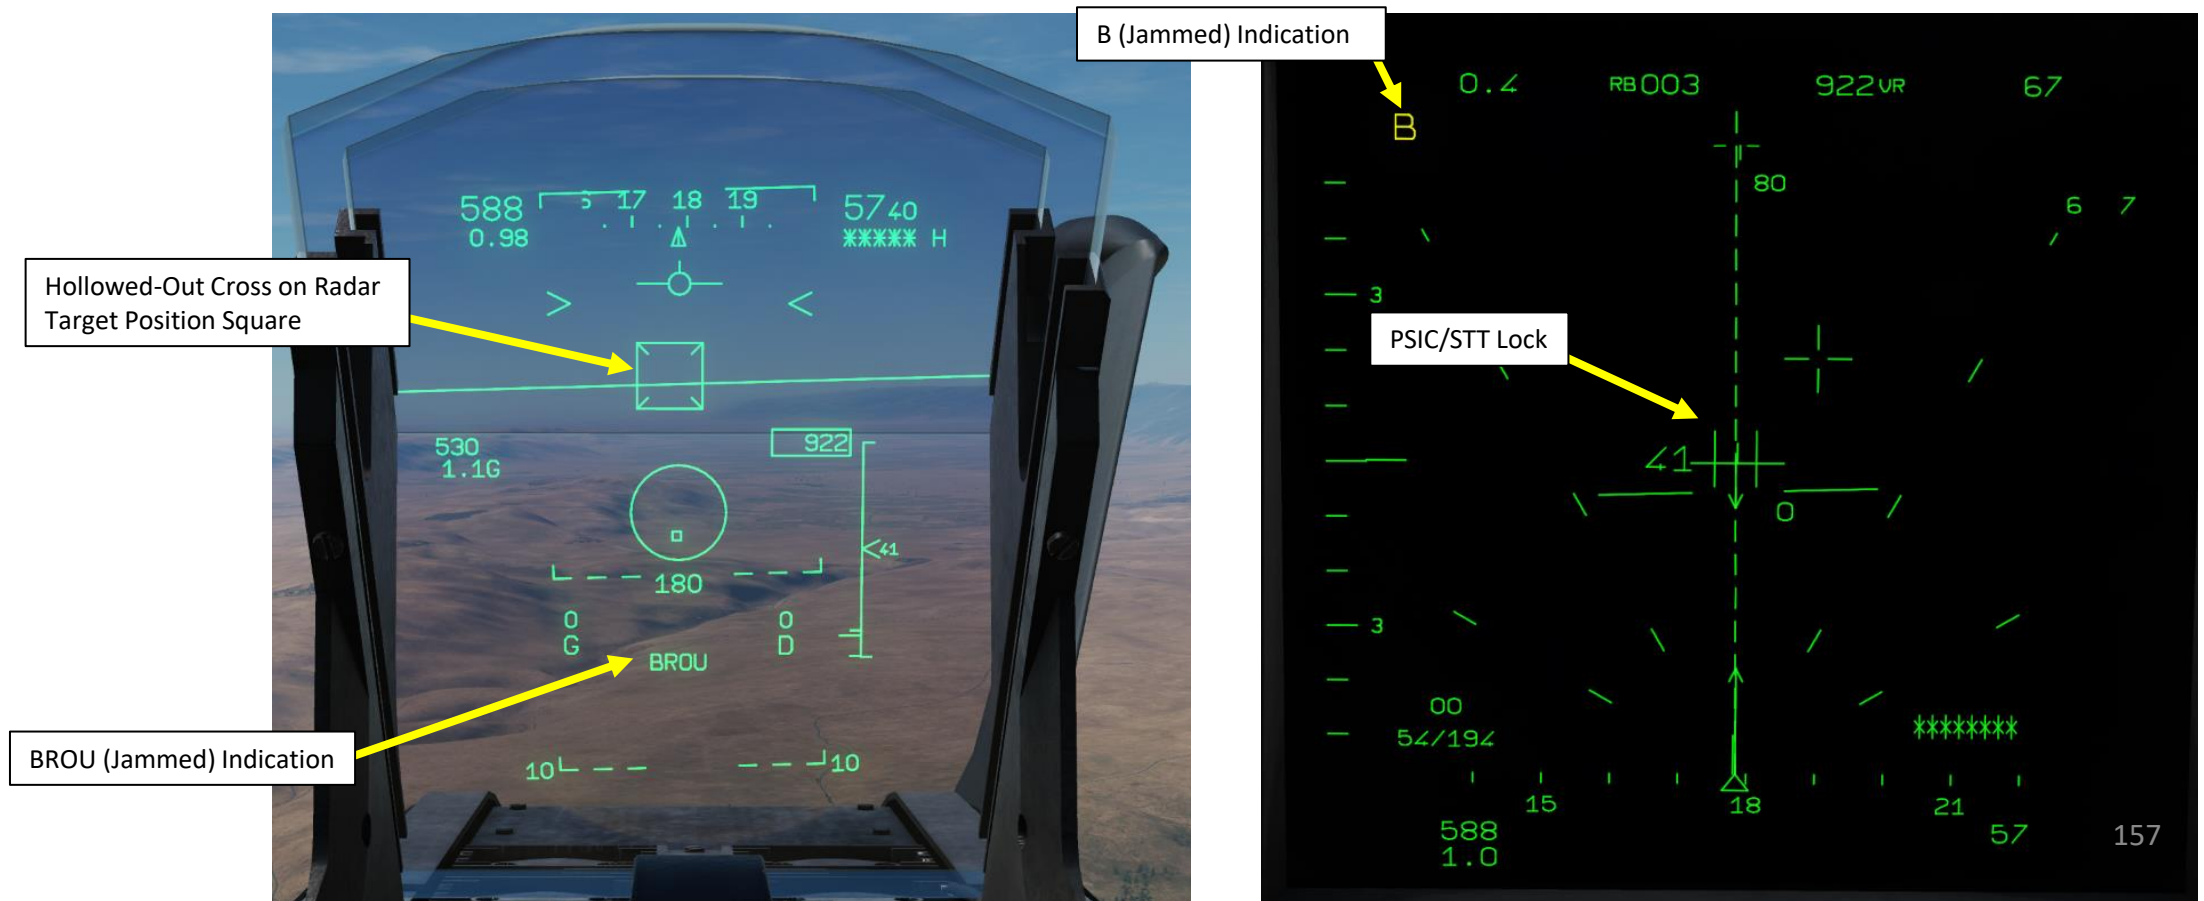 B (Jammed) Indication
588
5 17 18 19
5740
0.98
***** H
Hollowed-Out Cross on Radar
Target Position Square
530
1.1G
922
41
180
0
G
0
D
BROU
BROU (Jammed) Indication
10
10
0.4
RB003
922VR
67
B
80
6 7
3
PSIC/STT Lock
41
0
3
00
54/194
********
15
18
21
588
1.0
57
157